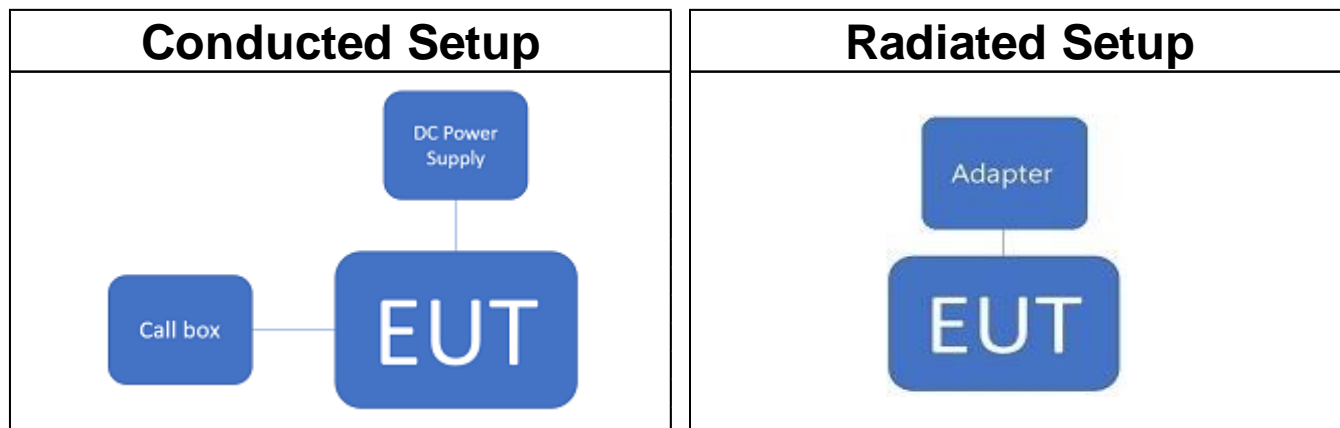 Conducted Setup
Radiated Setup
DC Power
Supply
Call box
EUT
Adapter
EUT